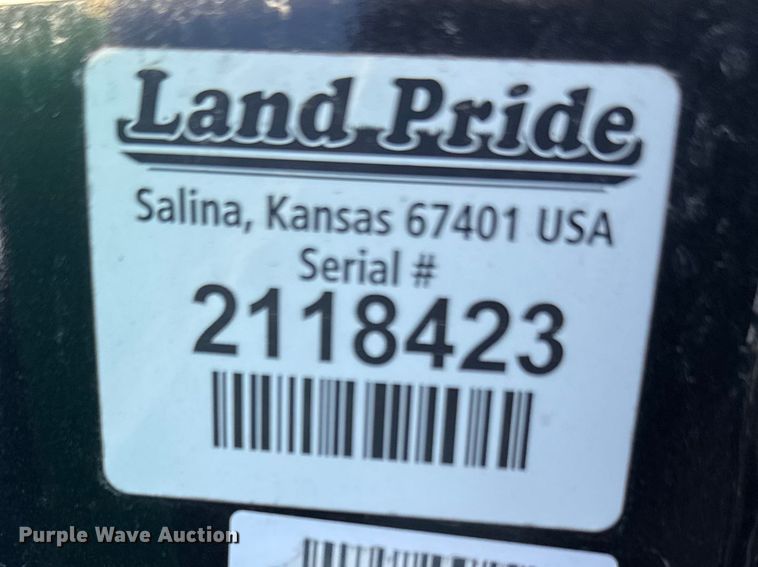 Land Pride
Salina, Kansas 67401 USA
Serial #
2118423
Purple Wave Auction